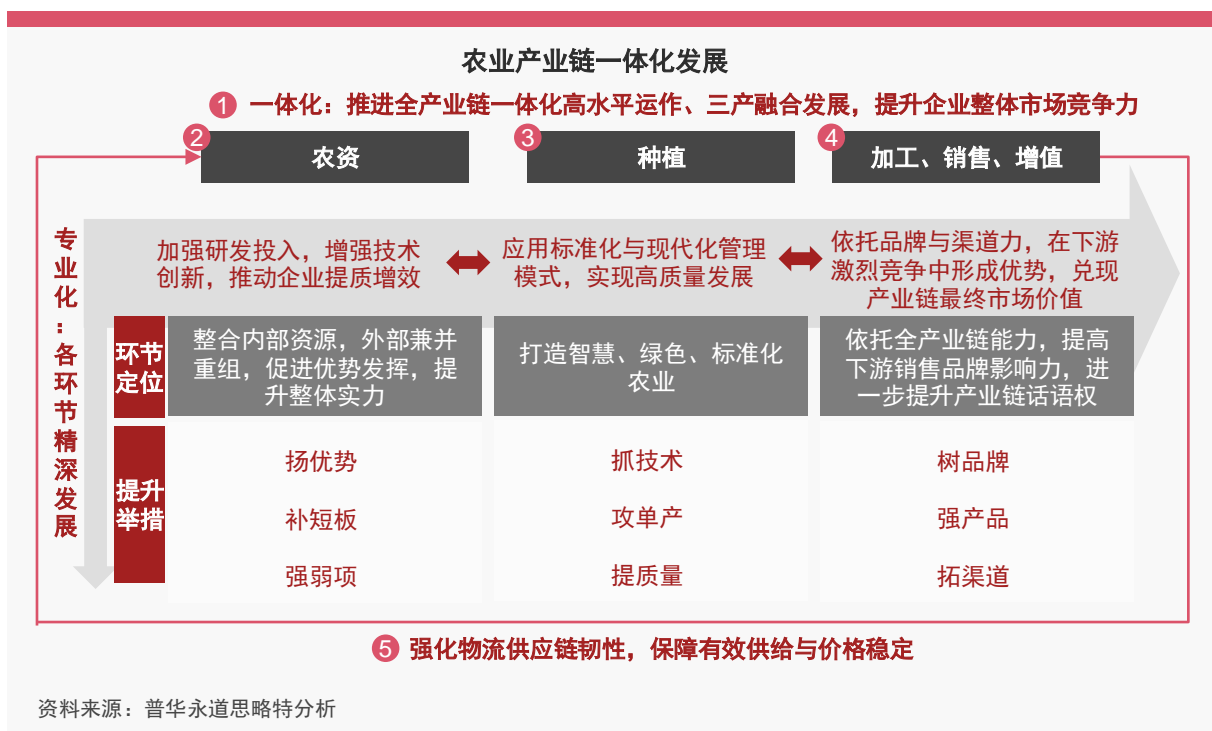 农业产业链一体化发展
1 一体化：推进全产业链一体化高水平运作、三产融合发展，提升企业整体市场竞争力
2
农资
3
种植
4
加工、销售、增值
专业化：各环节精深发展
加强研发投入，增强技术
创新，推动企业提质增效
应用标准化与现代化管理
模式，实现高质量发展
依托品牌与渠道力，在下游
激烈竞争中形成优势，兑现
产业链最终市场价值
环节
定位
整合内部资源，外部兼并
重组，促进优势发挥，提
升整体实力
打造智慧、绿色、标准化
农业
依托全产业链能力，提高
下游销售品牌影响力，进
一步提升产业链话语权
提升
举措
扬优势
补短板
强弱项
抓技术
攻单产
提质量
树品牌
强产品
拓渠道
5 强化物流供应链韧性，保障有效供给与价格稳定
资料来源：普华永道思略特分析